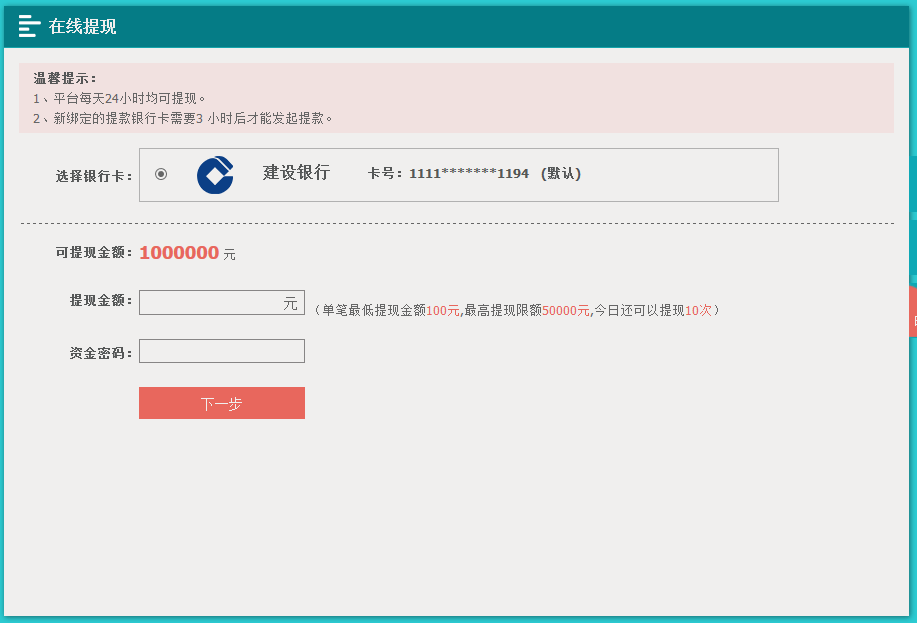 在线提现
温馨提示：
1、平台每天24小时均可提现。
2、新绑定的提款银行卡需要3 小时后才能发起提款。
选择银行卡： 建设银行 卡号：1111*******1194 (默认)
可提现金额：1000000 元
提现金额： 元 （单笔最低提现金额100元,最高提现限额50000元,今日还可以提现10次）
资金密码：
下一步